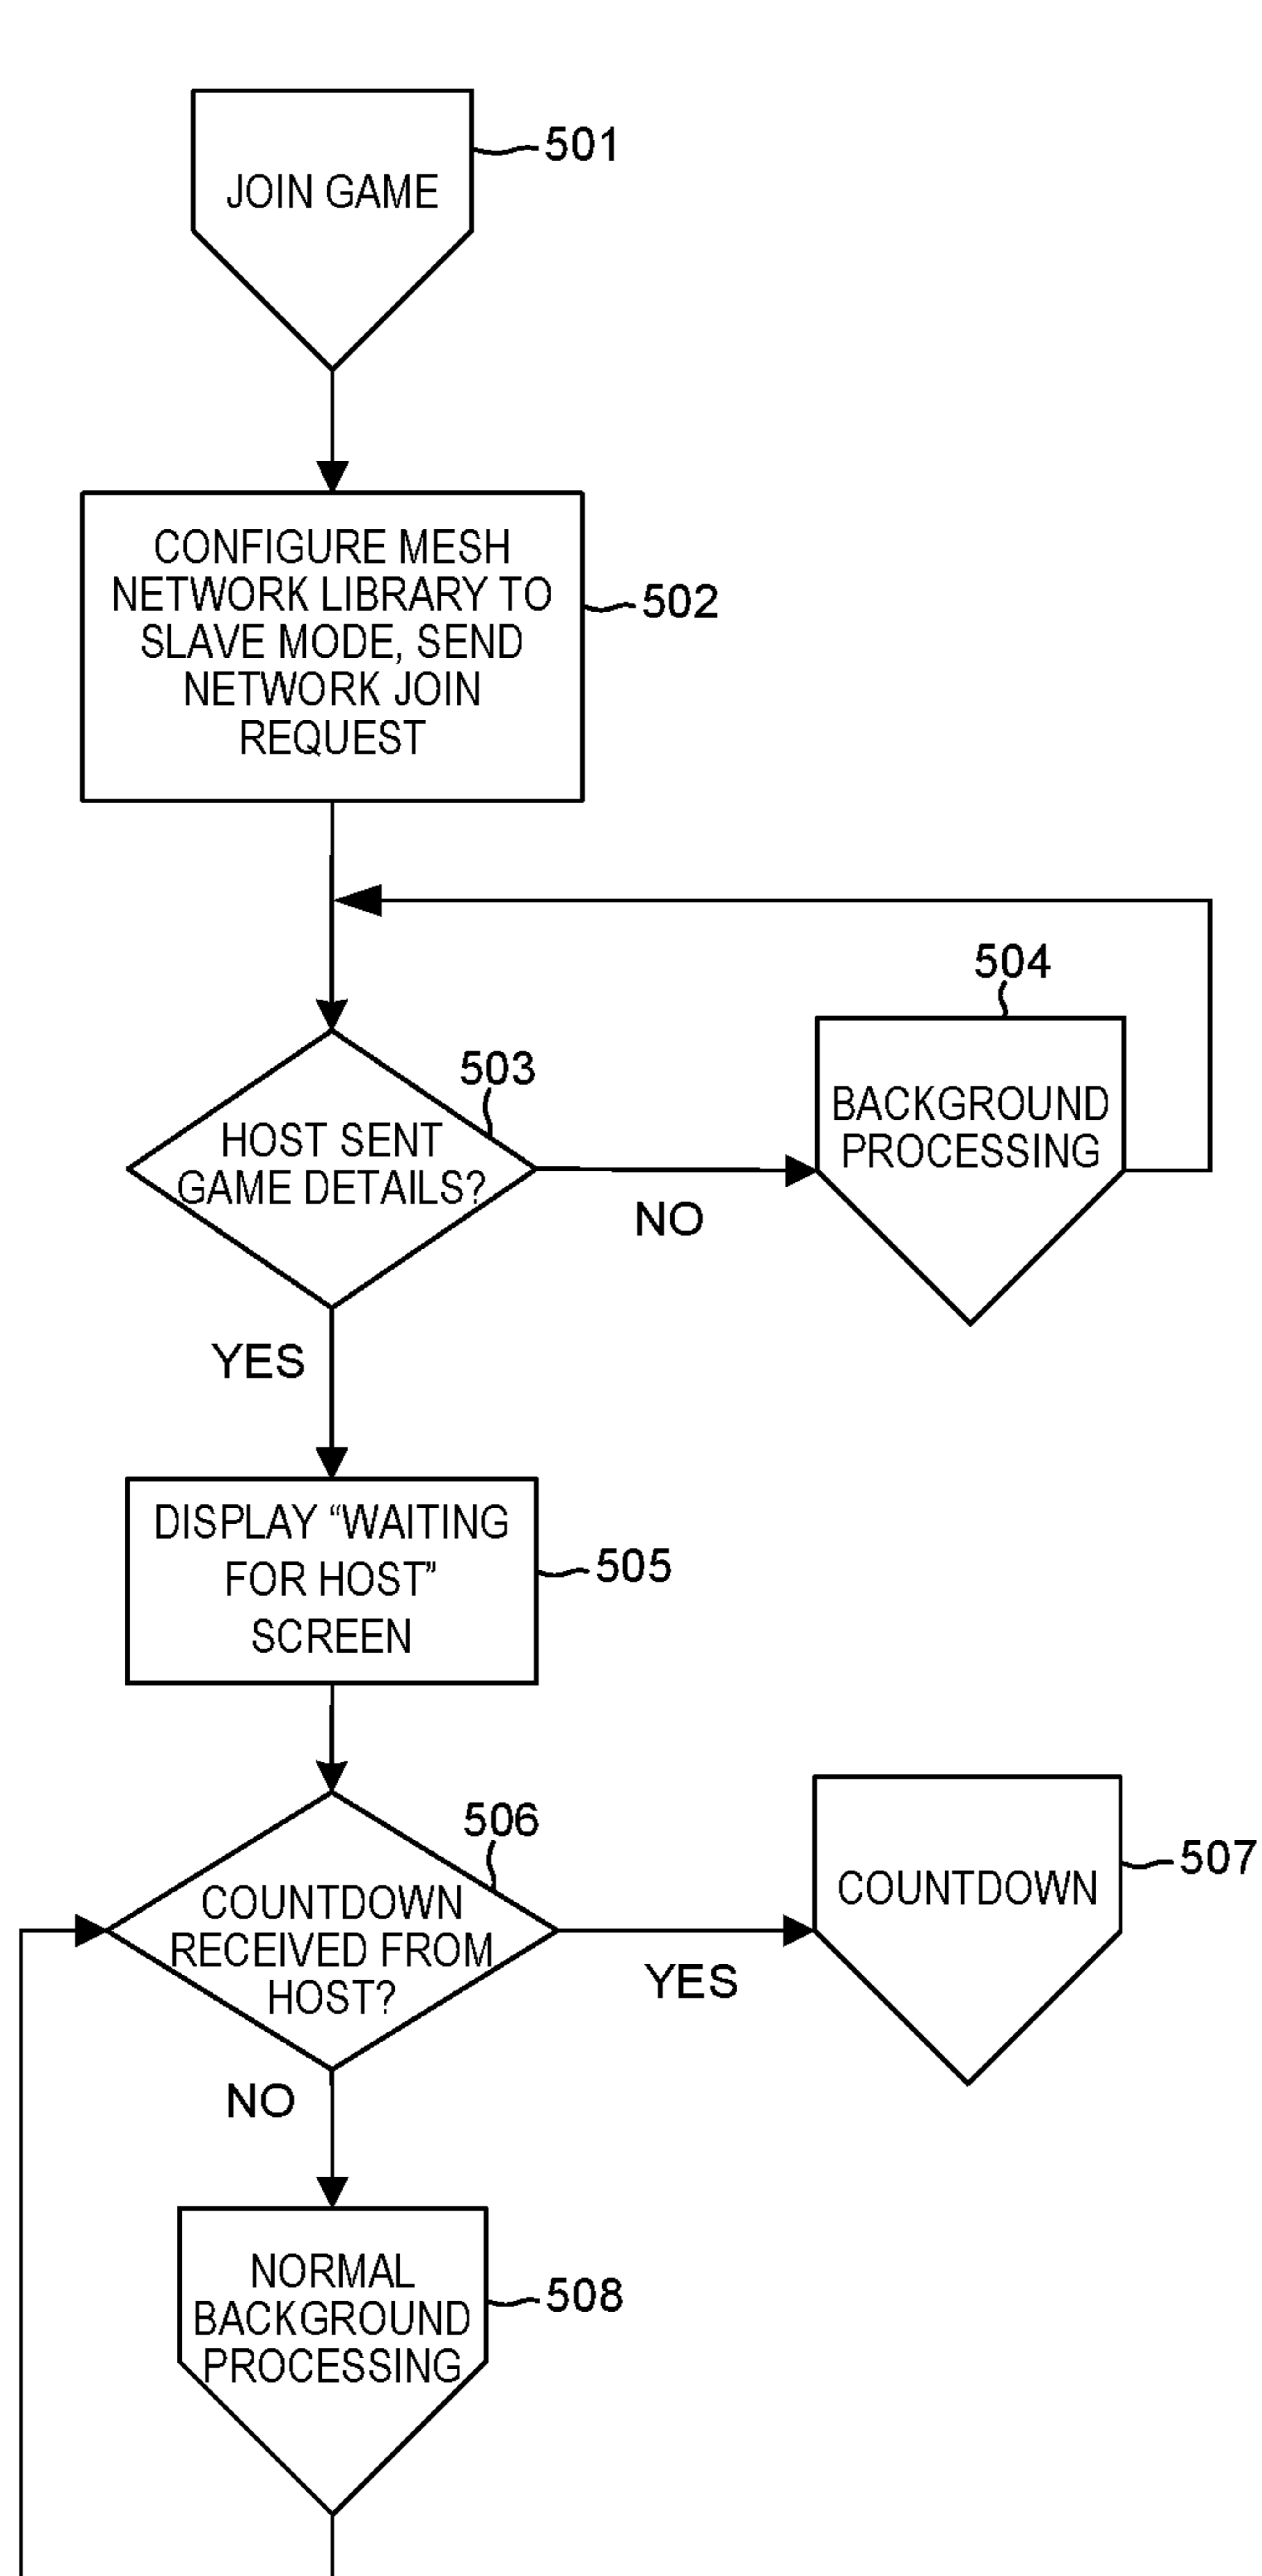 501
JOIN GAME
CONFIGURE MESH
NETWORK LIBRARY TO
SLAVE MODE, SEND
NETWORK JOIN
REQUEST
502
504
503
HOST SENT
GAME DETAILS?
NO
BACKGROUND
PROCESSING
YES
DISPLAY “WAITING
FOR HOST”
SCREEN
505
506
COUNTDOWN
RECEIVED FROM
HOST?
YES
COUNTDOWN
507
NO
NORMAL
BACKGROUND
PROCESSING
508